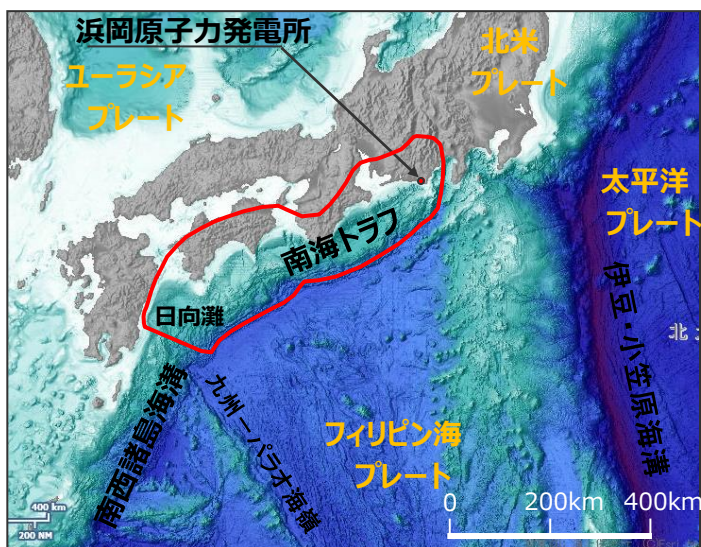 浜岡原子力発電所
北米
プレート
ユーラシア
プレート
太平洋
プレート
南海トラフ
日向灘
伊豆・小笠原海溝
北
南西諸島海溝
九州－パラオ海嶺
フィリピン海
プレート
0 200km 400km
400 km
200 NM